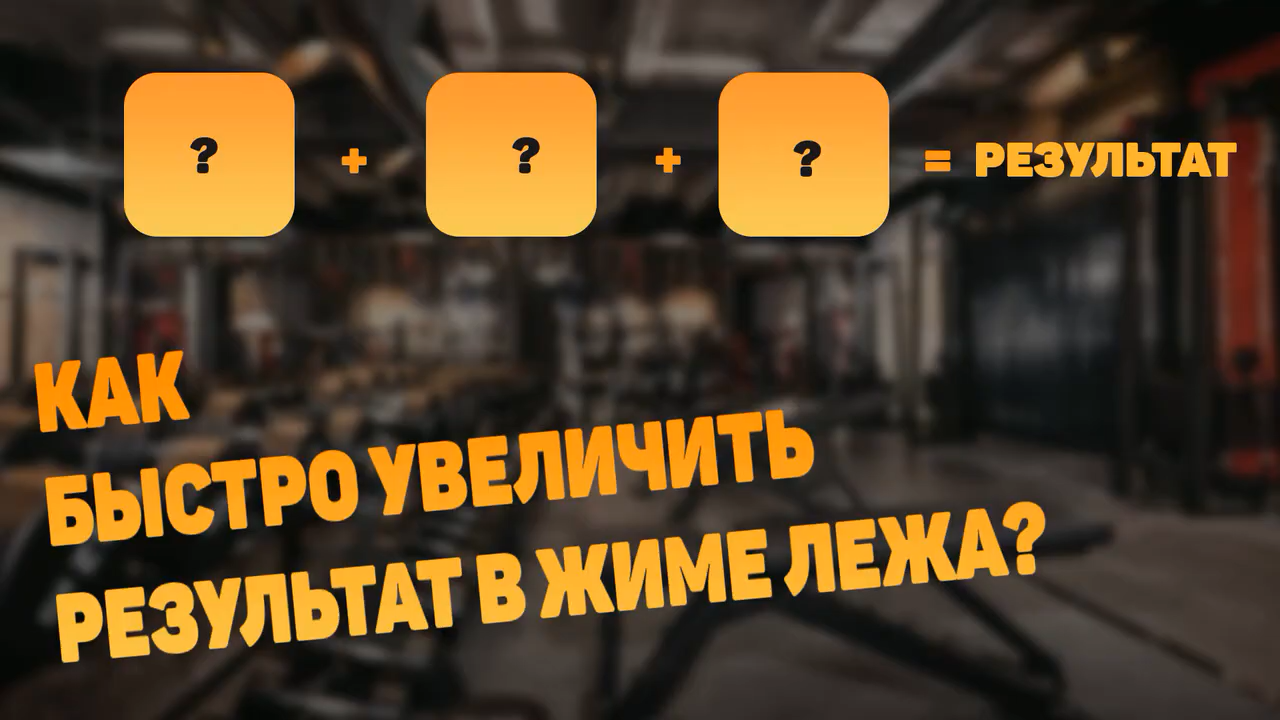 ? + ? + ? = РЕЗУЛЬТАТ
КАК
БЫСТРО УВЕЛИЧИТЬ
РЕЗУЛЬТАТ В ЖИМЕ ЛЕЖА?